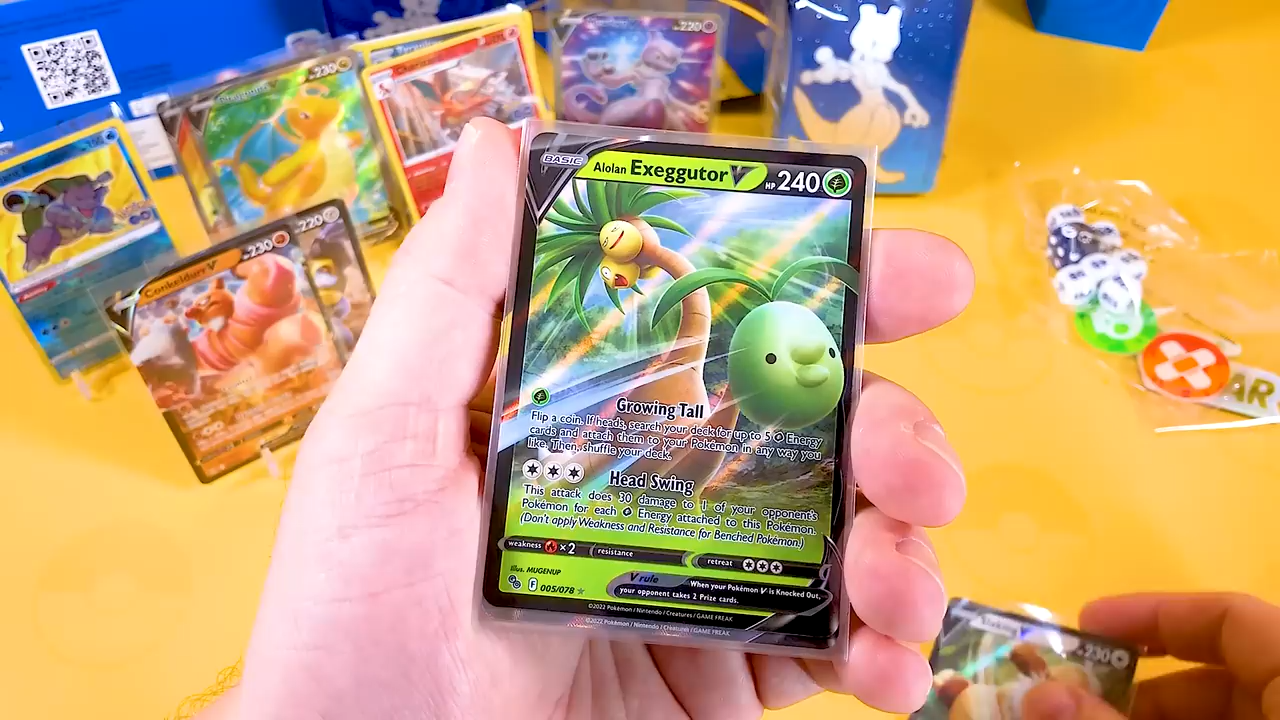 230
220
BASIC
Alolan Exeggutor V
HP 240
Growing Tall
Flip a coin. If heads, search your deck for up to 5 Energy
cards and attach them to your Pokémon in any way you
like. Then, shuffle your deck.
Head Swing
This attack does 30 damage to 1 of your opponent's
Pokémon for each Energy attached to this Pokémon.
(Don't apply Weakness and Resistance for Benched Pokémon.)
weakness ×2 resistance retreat
Illus. MUGENUP
F 005/078
V rule When your Pokémon V is Knocked Out,
your opponent takes 2 Prize cards.
©2022 Pokémon / Nintendo / Creatures / GAME FREAK
©2022 Pokémon / Nintendo / Creatures / GAME FREAK
Conkeldurr V 230
220
AR
230